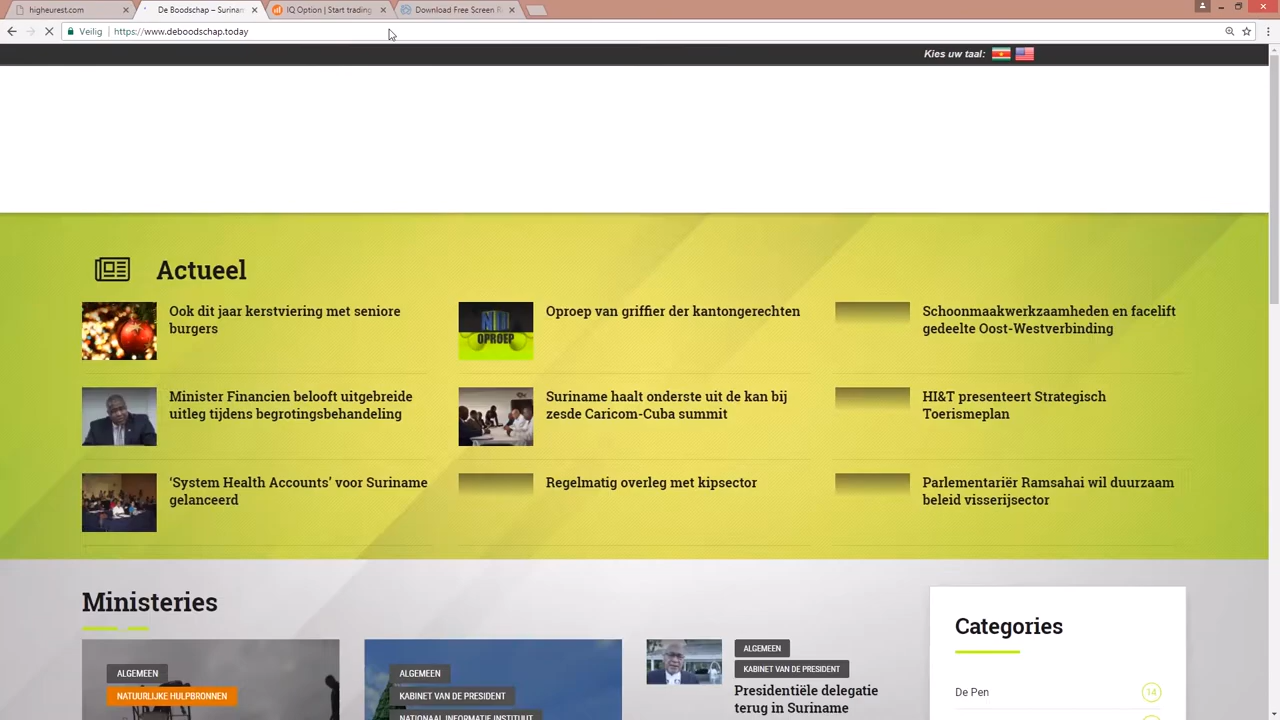 higheurest.com
De Boodschap – Surinam
IQ Option | Start trading
Download Free Screen R
Veilig
https://www.deboodschap.today
Kies uw taal:
Actueel
Ook dit jaar kerstviering met seniore
burgers
OPROEP
Oproep van griffier der kantongerechten
Schoonmaakwerkzaamheden en facelift
gedeelte Oost-Westverbinding
Minister Financien belooft uitgebreide
uitleg tijdens begrotingsbehandeling
Suriname haalt onderste uit de kan bij
zesde Caricom-Cuba summit
HI&T presenteert Strategisch
Toerismeplan
‘System Health Accounts’ voor Suriname
gelanceerd
Regelmatig overleg met kipsector
Parlementariër Ramsahai wil duurzaam
beleid visserijsector
Ministeries
ALGEMEEN
NATUURLIJKE HULPBRONNEN
ALGEMEEN
KABINET VAN DE PRESIDENT
NATIONAAL INFORMATIE INSTITUUT
ALGEMEEN
KABINET VAN DE PRESIDENT
Presidentiële delegatie
terug in Suriname
Categories
De Pen
14